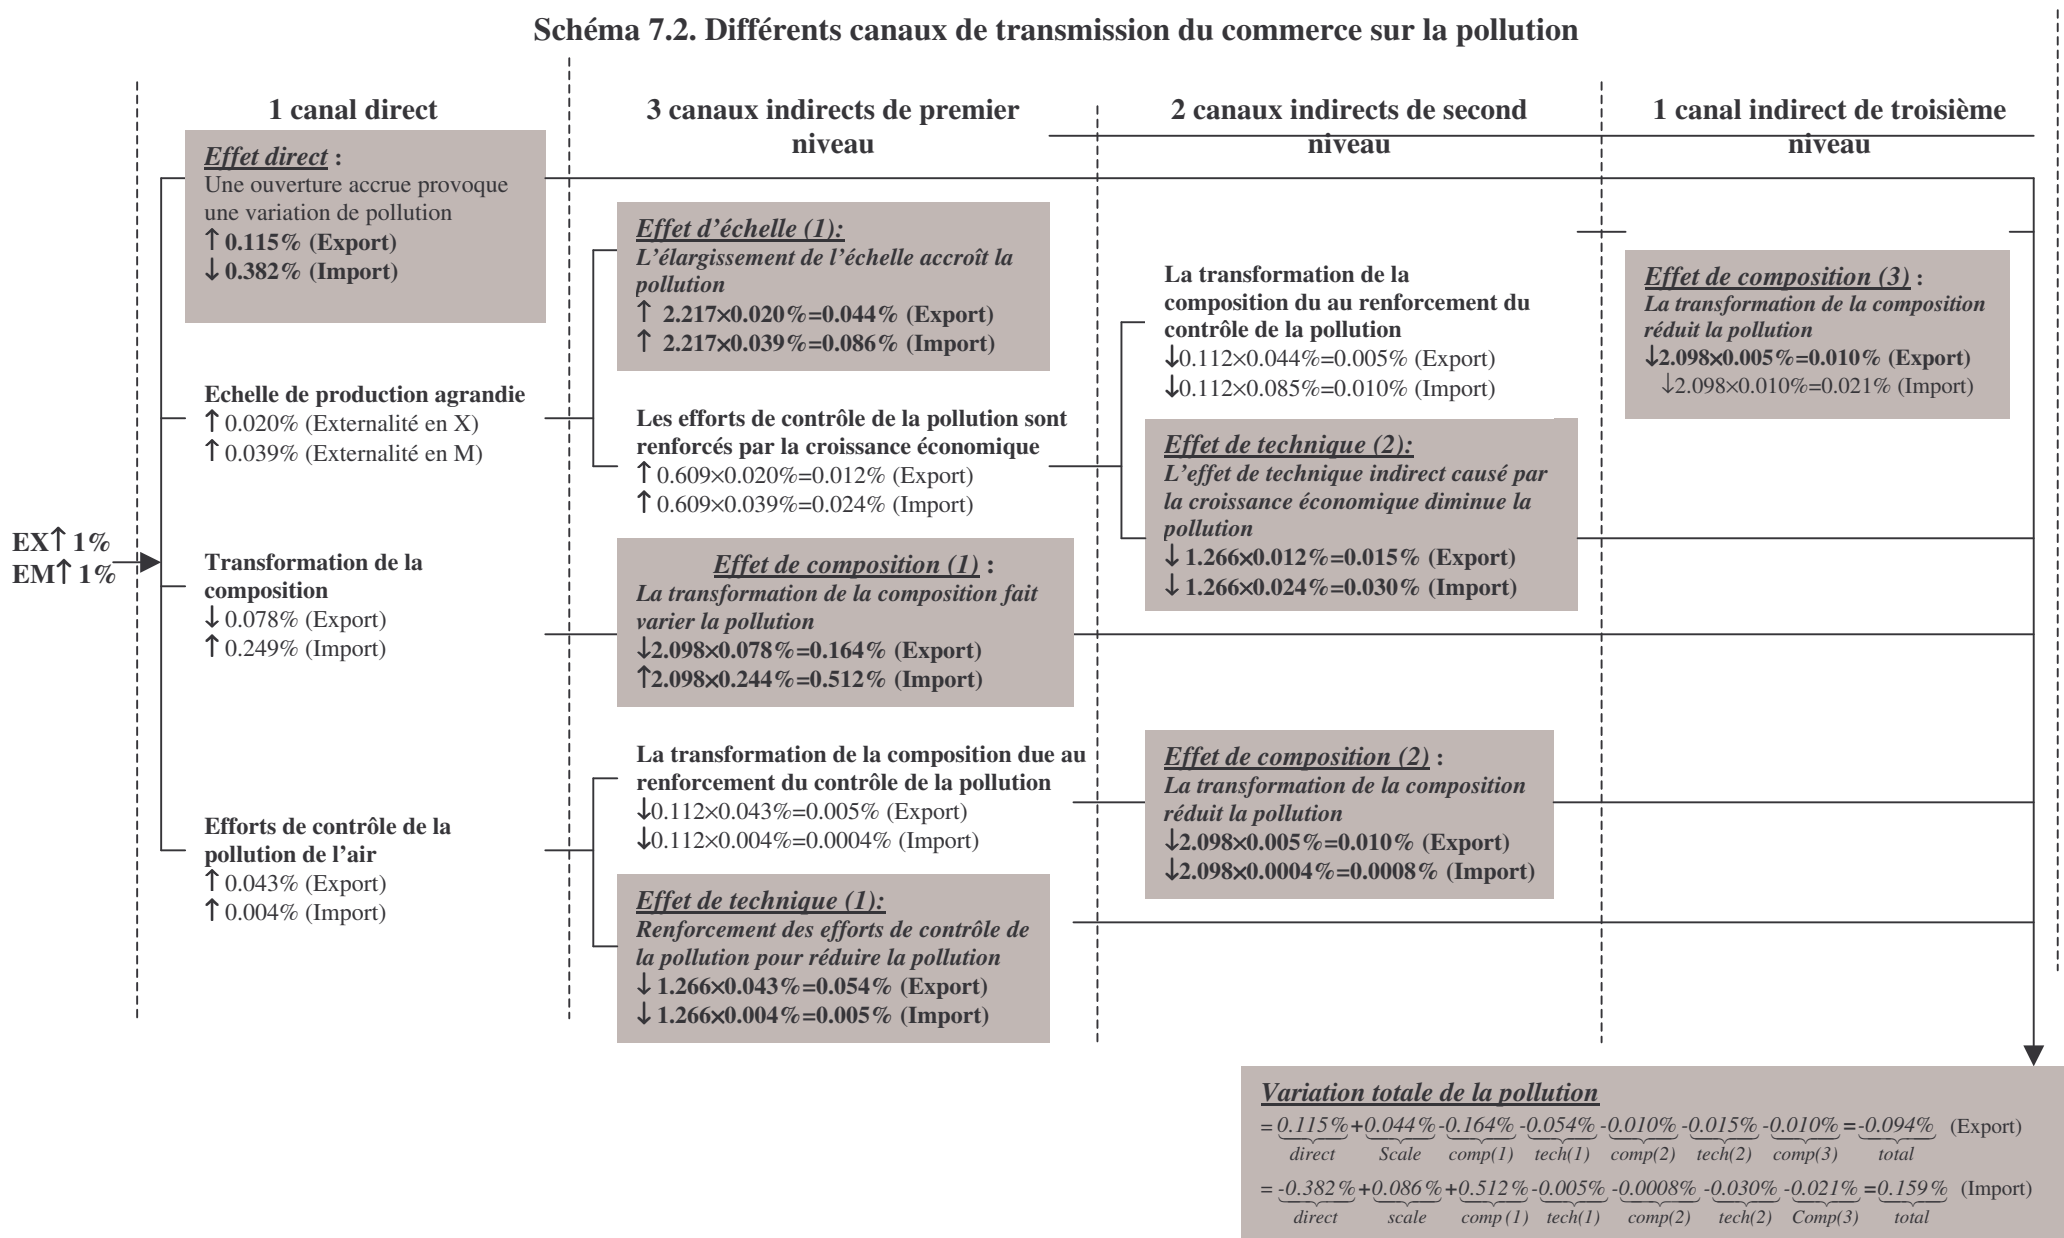 Schéma 7.2. Différents canaux de transmission du commerce sur la pollution
1 canal direct
Effet direct :
Une ouverture accrue provoque
une variation de pollution
↑ 0.115% (Export)
↓ 0.382% (Import)
Echelle de production agrandie
↑ 0.020% (Externalité en X)
↑ 0.039% (Externalité en M)
EX↑ 1%
EM↑ 1%
Transformation de la
composition
↓ 0.078% (Export)
↑ 0.249% (Import)
Efforts de contrôle de la
pollution de l’air
↑ 0.043% (Export)
↑ 0.004% (Import)
3 canaux indirects de premier
niveau
Effet d’échelle (1):
L’élargissement de l’échelle accroît la
pollution
↑ 2.217×0.020%=0.044% (Export)
↑ 2.217×0.039%=0.086% (Import)
Les efforts de contrôle de la pollution sont
renforcés par la croissance économique
↑ 0.609×0.020%=0.012% (Export)
↑ 0.609×0.039%=0.024% (Import)
Effet de composition (1) :
La transformation de la composition fait
varier la pollution
↓2.098×0.078%=0.164% (Export)
↑2.098×0.244%=0.512% (Import)
La transformation de la composition due au
renforcement du contrôle de la pollution
↓0.112×0.043%=0.005% (Export)
↓0.112×0.004%=0.0004% (Import)
Effet de technique (1):
Renforcement des efforts de contrôle de
la pollution pour réduire la pollution
↓ 1.266×0.043%=0.054% (Export)
↓ 1.266×0.004%=0.005% (Import)
2 canaux indirects de second
niveau
La transformation de la
composition du au renforcement du
contrôle de la pollution
↓0.112×0.044%=0.005% (Export)
↓0.112×0.085%=0.010% (Import)
Effet de technique (2):
L’effet de technique indirect causé par
la croissance économique diminue la
pollution
↓ 1.266×0.012%=0.015% (Export)
↓ 1.266×0.024%=0.030% (Import)
Effet de composition (2) :
La transformation de la composition
réduit la pollution
↓2.098×0.005%=0.010% (Export)
↓2.098×0.0004%=0.0008% (Import)
1 canal indirect de troisième
niveau
Effet de composition (3) :
La transformation de la composition
réduit la pollution
↓2.098×0.005%=0.010% (Export)
↓2.098×0.010%=0.021% (Import)
Variation totale de la pollution
= 0.115% +0.044% -0.164% -0.054% -0.010% -0.015% -0.010% =-0.094% (Export)
direct Scale comp(1) tech(1) comp(2) tech(2) comp(3) total
= -0.382% +0.086% +0.512% -0.005% -0.0008% -0.030% -0.021% =0.159% (Import)
direct scale comp (1) tech(1) comp(2) tech(2) Comp(3) total